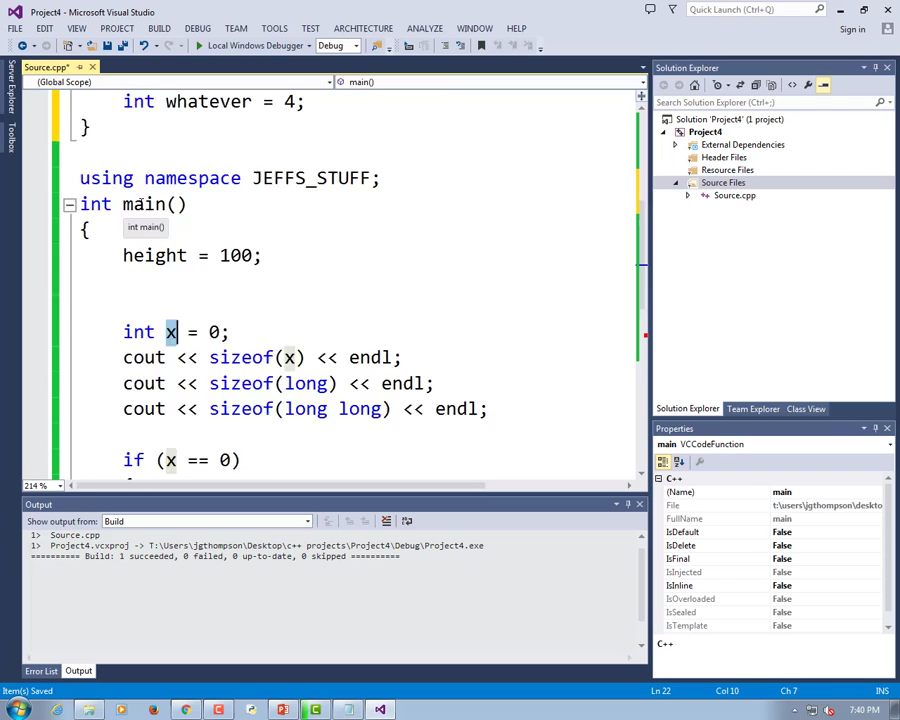 Project4 - Microsoft Visual Studio
Quick Launch (Ctrl+Q)
FILE EDIT VIEW PROJECT BUILD DEBUG TEAM TOOLS TEST ARCHITECTURE ANALYZE WINDOW HELP
Sign in
Local Windows Debugger Debug
Server Explorer
Toolbox
Source.cpp*
(Global Scope) main()
int whatever = 4;
}
using namespace JEFFS_STUFF;
int main()
{
int main()
height = 100;
int x = 0;
cout << sizeof(x) << endl;
cout << sizeof(long) << endl;
cout << sizeof(long long) << endl;
if (x == 0)
214 %
Output
Show output from: Build
1> Source.cpp
1> Project4.vcxproj -> T:\Users\jgthompson\Desktop\c++ projects\Project4\Debug\Project4.exe
========== Build: 1 succeeded, 0 failed, 0 up-to-date, 0 skipped ==========
Error List Output
Solution Explorer
Search Solution Explorer (Ctrl+;)
Solution 'Project4' (1 project)
Project4
External Dependencies
Header Files
Resource Files
Source Files
Source.cpp
Solution Explorer Team Explorer Class View
Properties
main VCCodeFunction
C++
(Name) main
File t:\users\jgthompson\deskto
FullName main
IsDefault False
IsDelete False
IsFinal False
IsInjected False
IsInline False
IsOverloaded False
IsSealed False
IsTemplate False
C++
Item(s) Saved Ln 22 Col 10 Ch 7 INS
7:40 PM